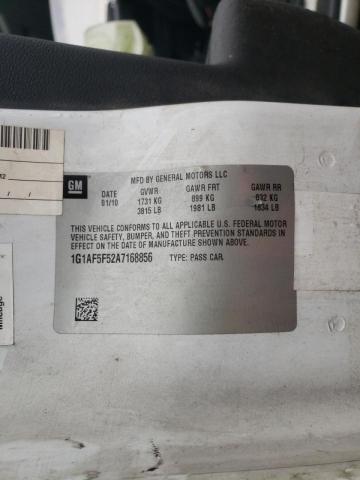 MFD BY GENERAL MOTORS LLC
GM
DATE GVWR GAWR FRT GAWR RR
01/10 1731 KG 899 KG 832 KG
3815 LB 1981 LB 1834 LB
THIS VEHICLE CONFORMS TO ALL APPLICABLE U.S. FEDERAL MOTOR
VEHICLE SAFETY, BUMPER, AND THEFT PREVENTION STANDARDS IN
EFFECT ON THE DATE OF MANUFACTURE SHOWN ABOVE.
1G1AF5F52A7168856 TYPE: PASS CAR.
/ /
Mileage